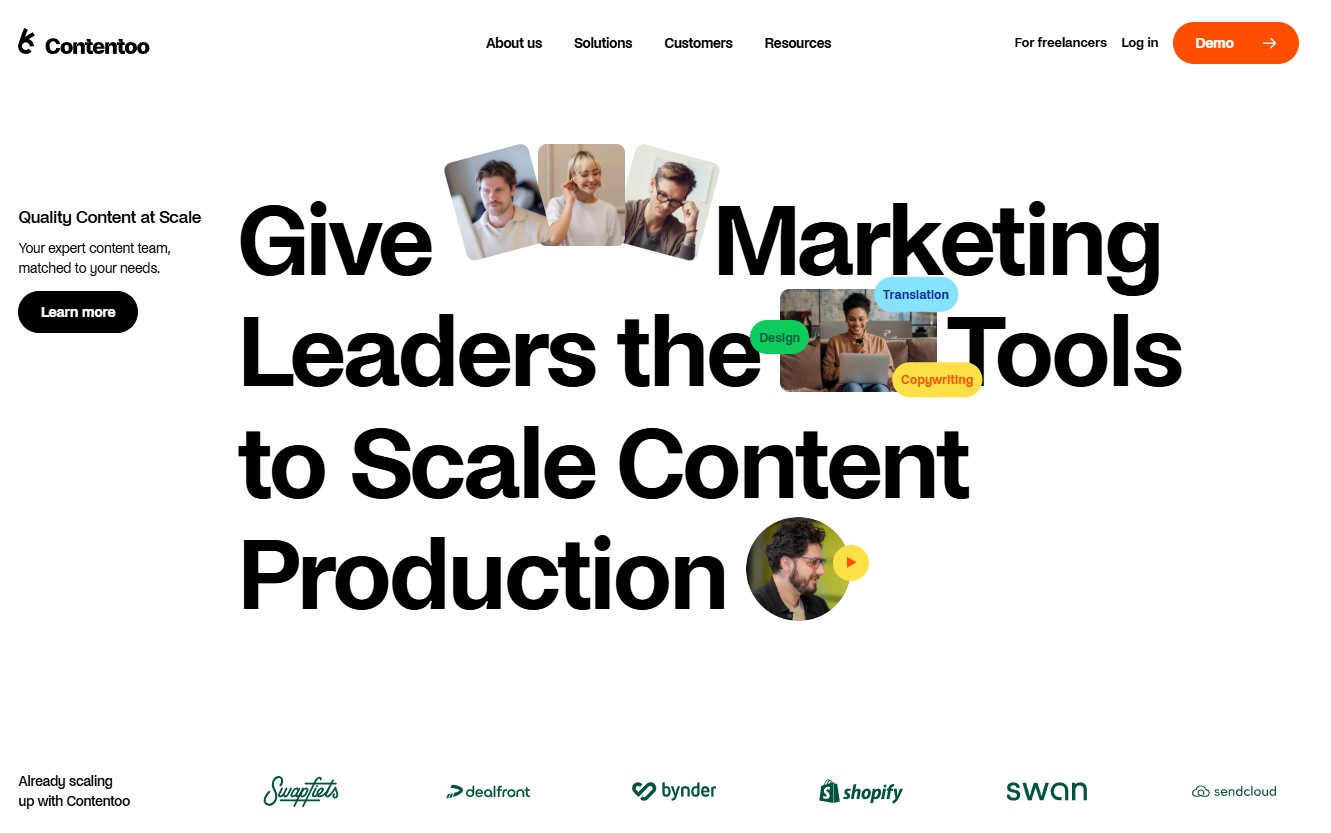 Contentoo
About us
Solutions
Customers
Resources
For freelancers
Log in
Demo
Quality Content at Scale
Your expert content team,
matched to your needs.
Learn more
Give Marketing
Leaders the Tools
to Scale Content
Production
Translation
Design
Copywriting
Already scaling
up with Contentoo
Swapfiets
dealfront
bynder
shopify
swan
sendcloud